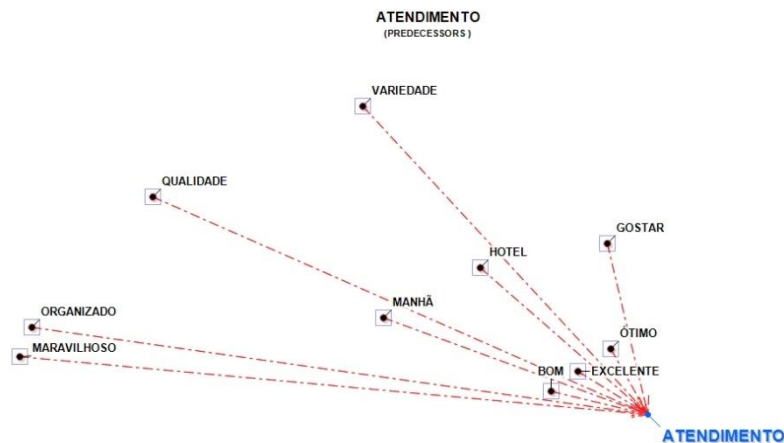 ATENDIMENTO
(PREDECESSORS )
VARIEDADE
QUALIDADE
GOSTAR
HOTEL
MANHÃ
ORGANIZADO
ÓTIMO
MARAVILHOSO
BOM
EXCELENTE
ATENDIMENTO